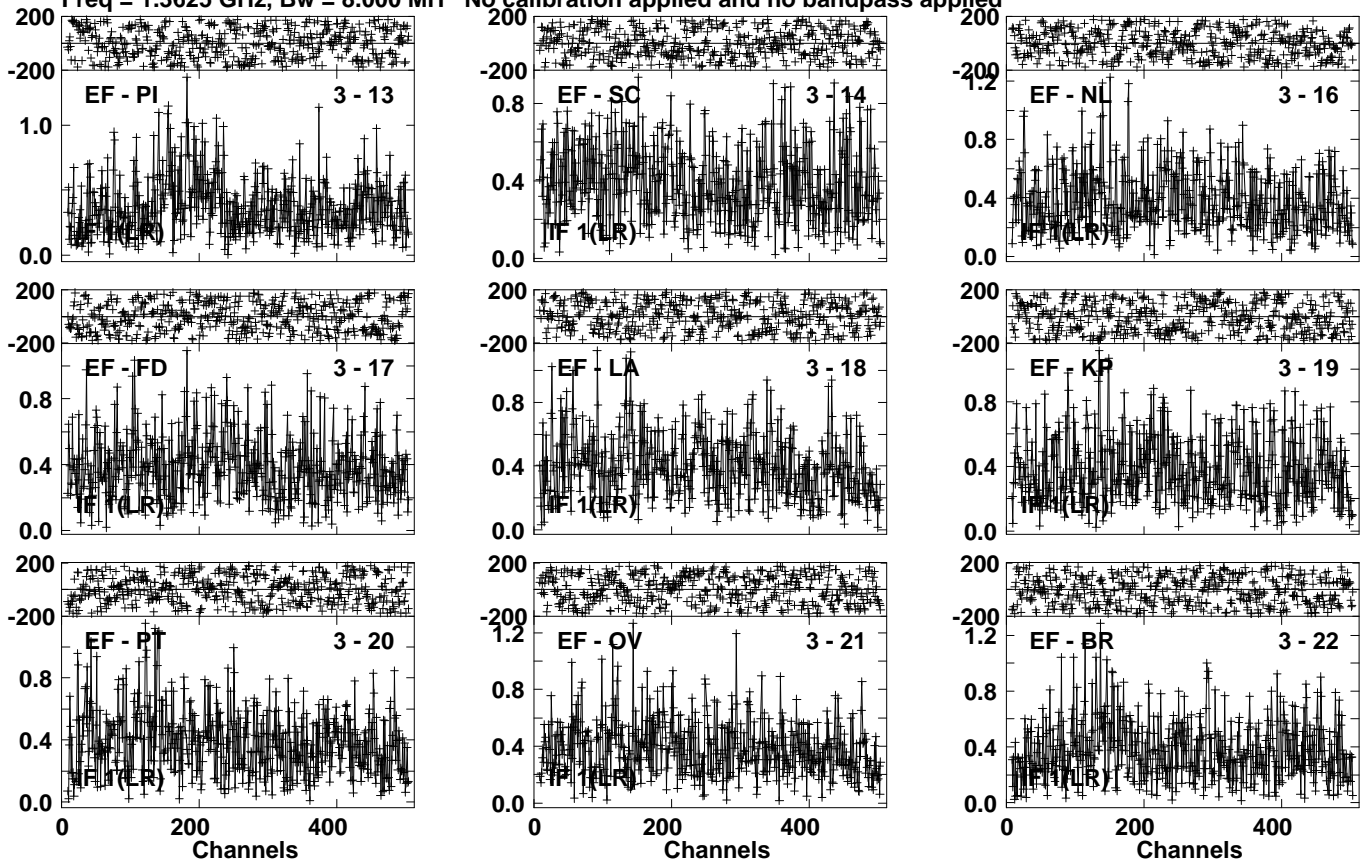 Freq = 1.3625 GHz, Bw = 8.000 MH No calibration applied and no bandpass applied
200 200 200
-200 -200 -200
EF - PI 3 - 13 EF - SC 3 - 14 1.2 EF - NL 3 - 16
1.0 0.8 0.8
0.4 0.4
IF 1(LR) IF 1(LR) IF 1(LR)
0.0 0.0 0.0
200 200 200
-200 -200 -200
EF - FD 3 - 17 EF - LA 3 - 18 EF - KP 3 - 19
0.8 0.8 0.8
0.4 0.4 0.4
IF 1(LR) IF 1(LR) IF 1(LR)
0.0 0.0 0.0
200 200 200
-200 -200 -200
EF - PT 3 - 20 1.2 EF - OV 3 - 21 1.2 EF - BR 3 - 22
0.8 0.8 0.8
0.4 0.4 0.4
IF 1(LR) IF 1(LR) IF 1(LR)
0.0 0.0 0.0
0 200 400 0 200 400 0 200 400
Channels Channels Channels